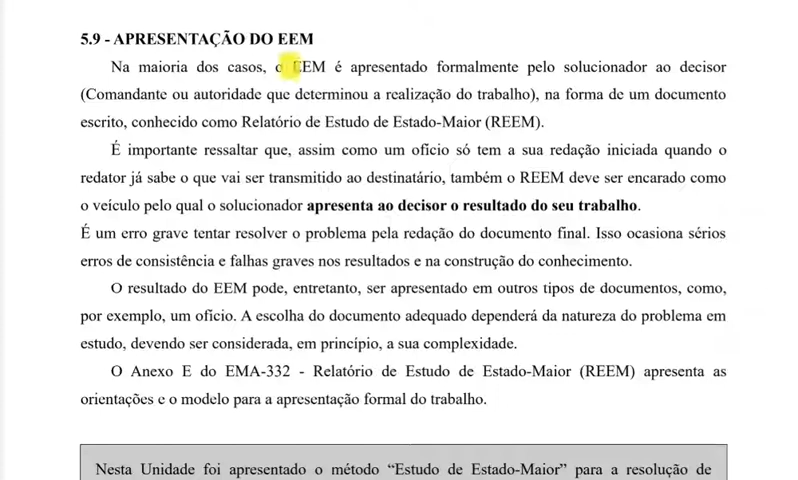 5.9 - APRESENTAÇÃO DO EEM
Na maioria dos casos, o EEM é apresentado formalmente pelo solucionador ao decisor
(Comandante ou autoridade que determinou a realização do trabalho), na forma de um documento
escrito, conhecido como Relatório de Estudo de Estado-Maior (REEM).
É importante ressaltar que, assim como um ofício só tem a sua redação iniciada quando o
redator já sabe o que vai ser transmitido ao destinatário, também o REEM deve ser encarado como
o veículo pelo qual o solucionador apresenta ao decisor o resultado do seu trabalho.
É um erro grave tentar resolver o problema pela redação do documento final. Isso ocasiona sérios
erros de consistência e falhas graves nos resultados e na construção do conhecimento.
O resultado do EEM pode, entretanto, ser apresentado em outros tipos de documentos, como,
por exemplo, um ofício. A escolha do documento adequado dependerá da natureza do problema em
estudo, devendo ser considerada, em princípio, a sua complexidade.
O Anexo E do EMA-332 - Relatório de Estudo de Estado-Maior (REEM) apresenta as
orientações e o modelo para a apresentação formal do trabalho.
Nesta Unidade foi apresentado o método “Estudo de Estado-Maior” para a resolução de